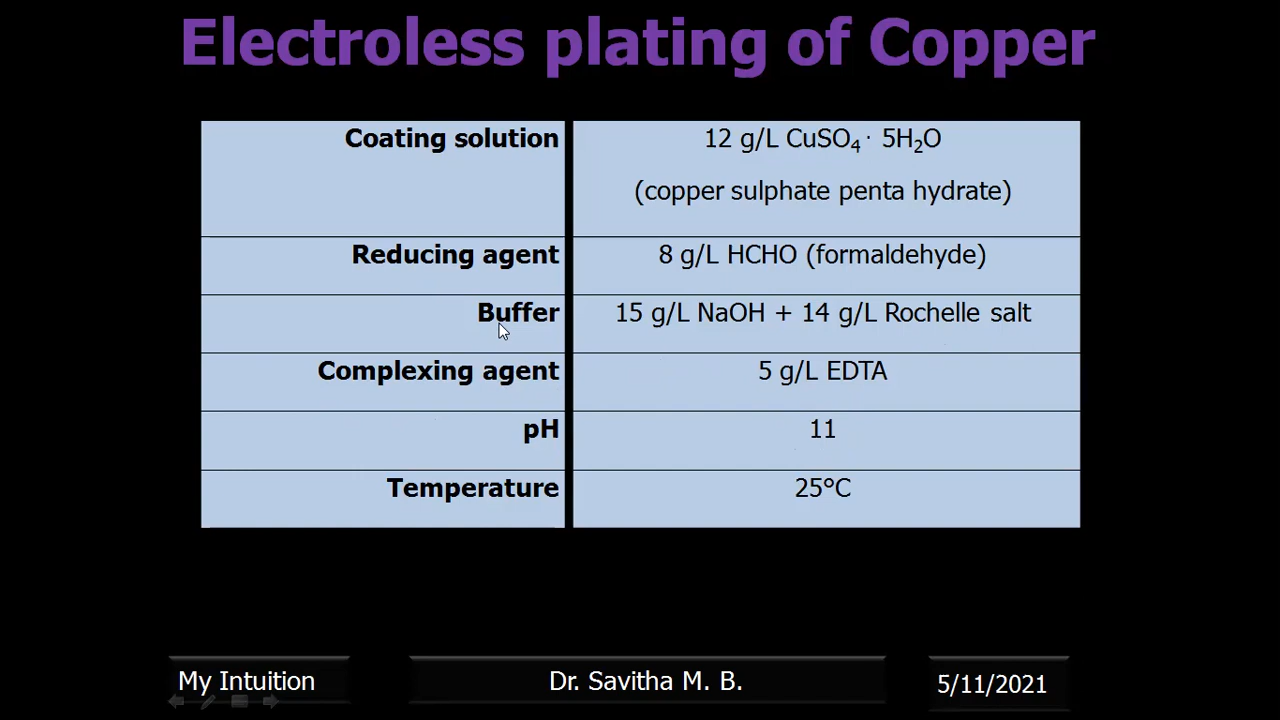 Electroless plating of Copper
Coating solution
12 g/L CuSO₄· 5H₂O
(copper sulphate penta hydrate)
Reducing agent
8 g/L HCHO (formaldehyde)
Buffer
15 g/L NaOH + 14 g/L Rochelle salt
Complexing agent
5 g/L EDTA
pH
11
Temperature
25°C
My Intuition
Dr. Savitha M. B.
5/11/2021